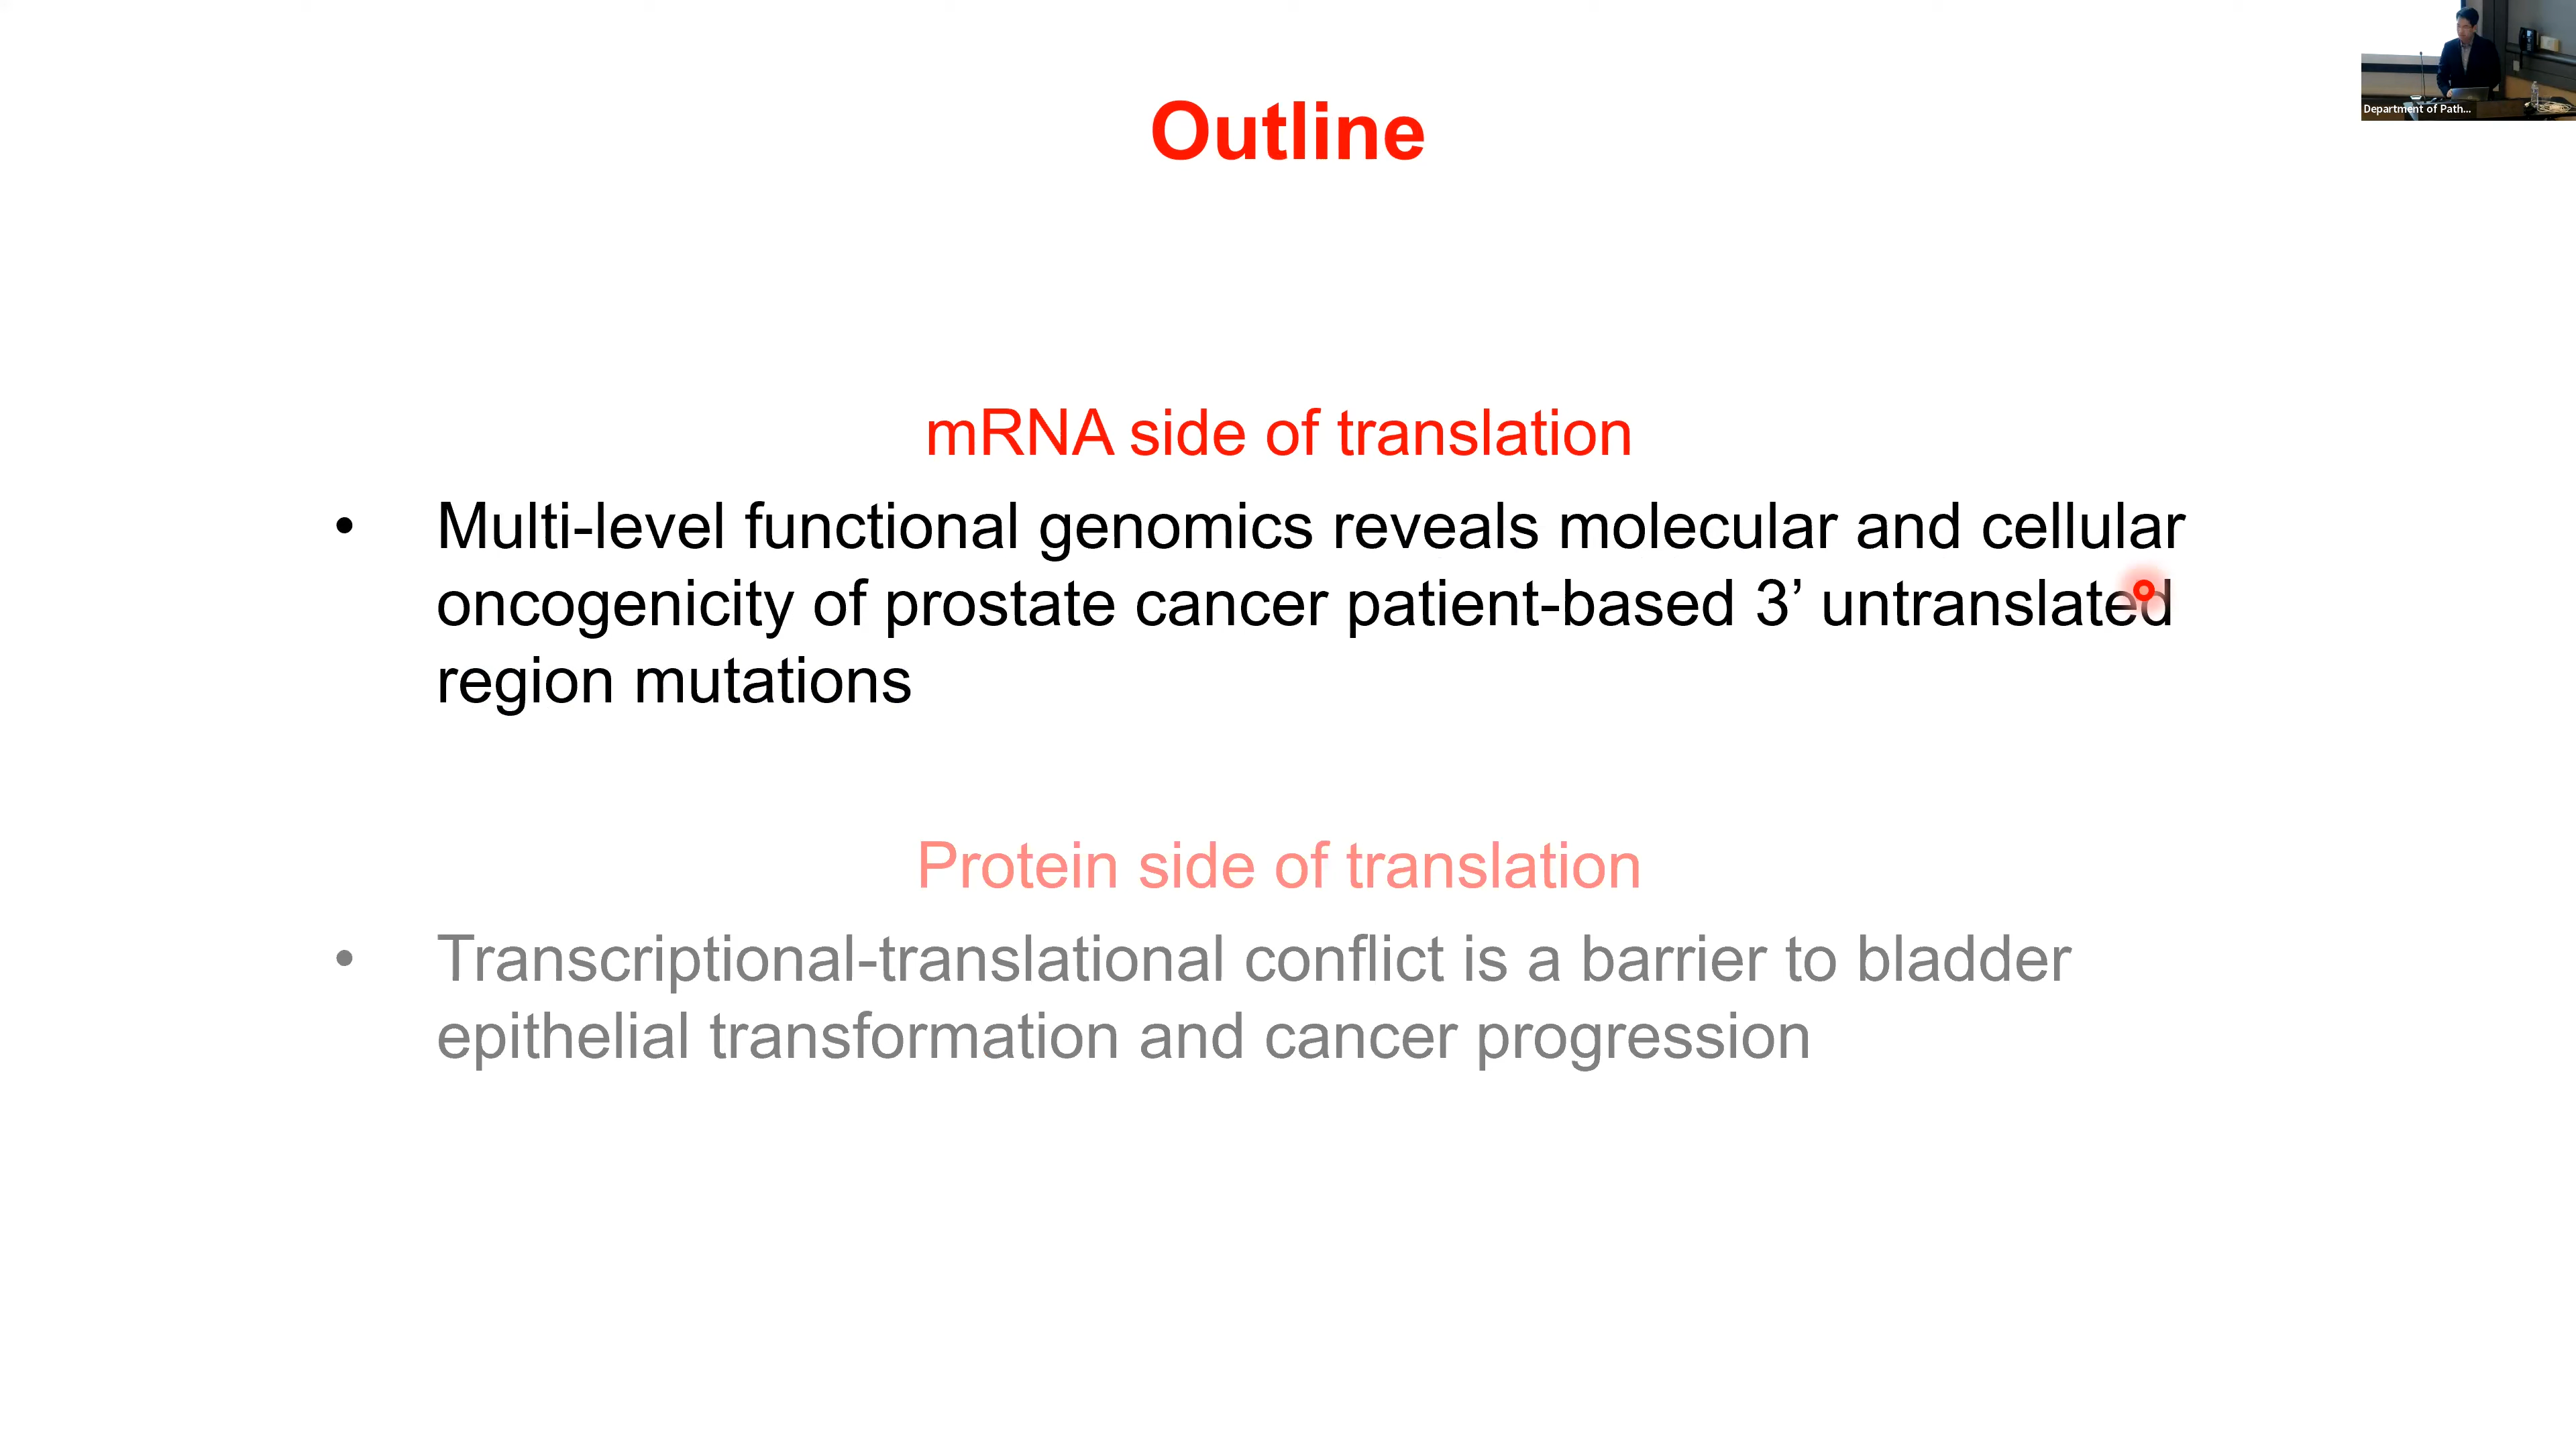 Outline
Department of Path...
mRNA side of translation
• Multi-level functional genomics reveals molecular and cellular
oncogenicity of prostate cancer patient-based 3’ untranslated
region mutations
Protein side of translation
• Transcriptional-translational conflict is a barrier to bladder
epithelial transformation and cancer progression